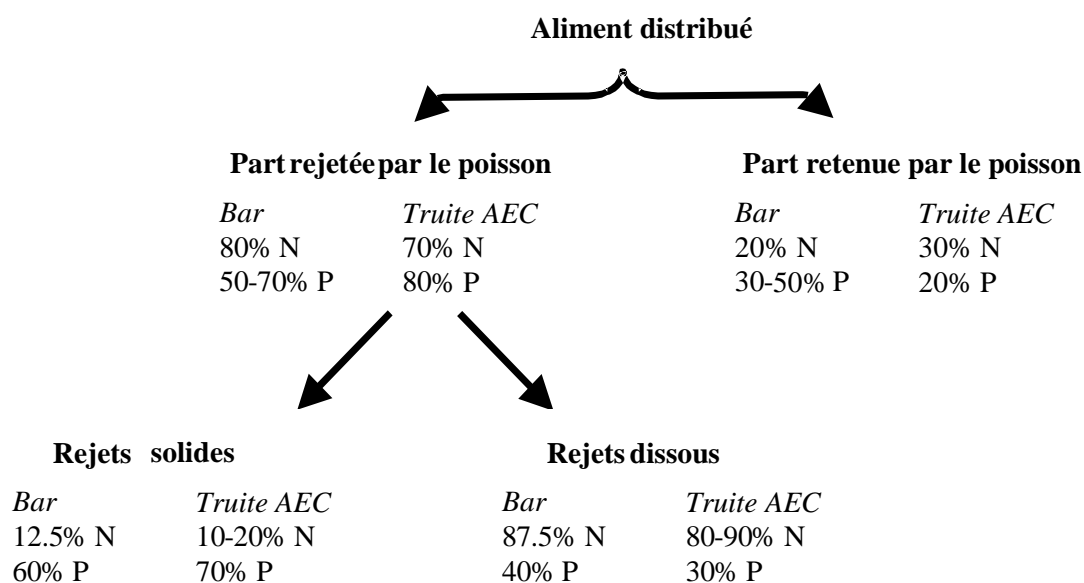 Aliment distribué
Part rejetée par le poisson
Part retenue par le poisson
Bar Truite AEC
80% N 70% N
50-70% P 80% P
Bar Truite AEC
20% N 30% N
30-50% P 20% P
Rejets solides
Rejets dissous
Bar Truite AEC
12.5% N 10-20% N
60% P 70% P
Bar Truite AEC
87.5% N 80-90% N
40% P 30% P